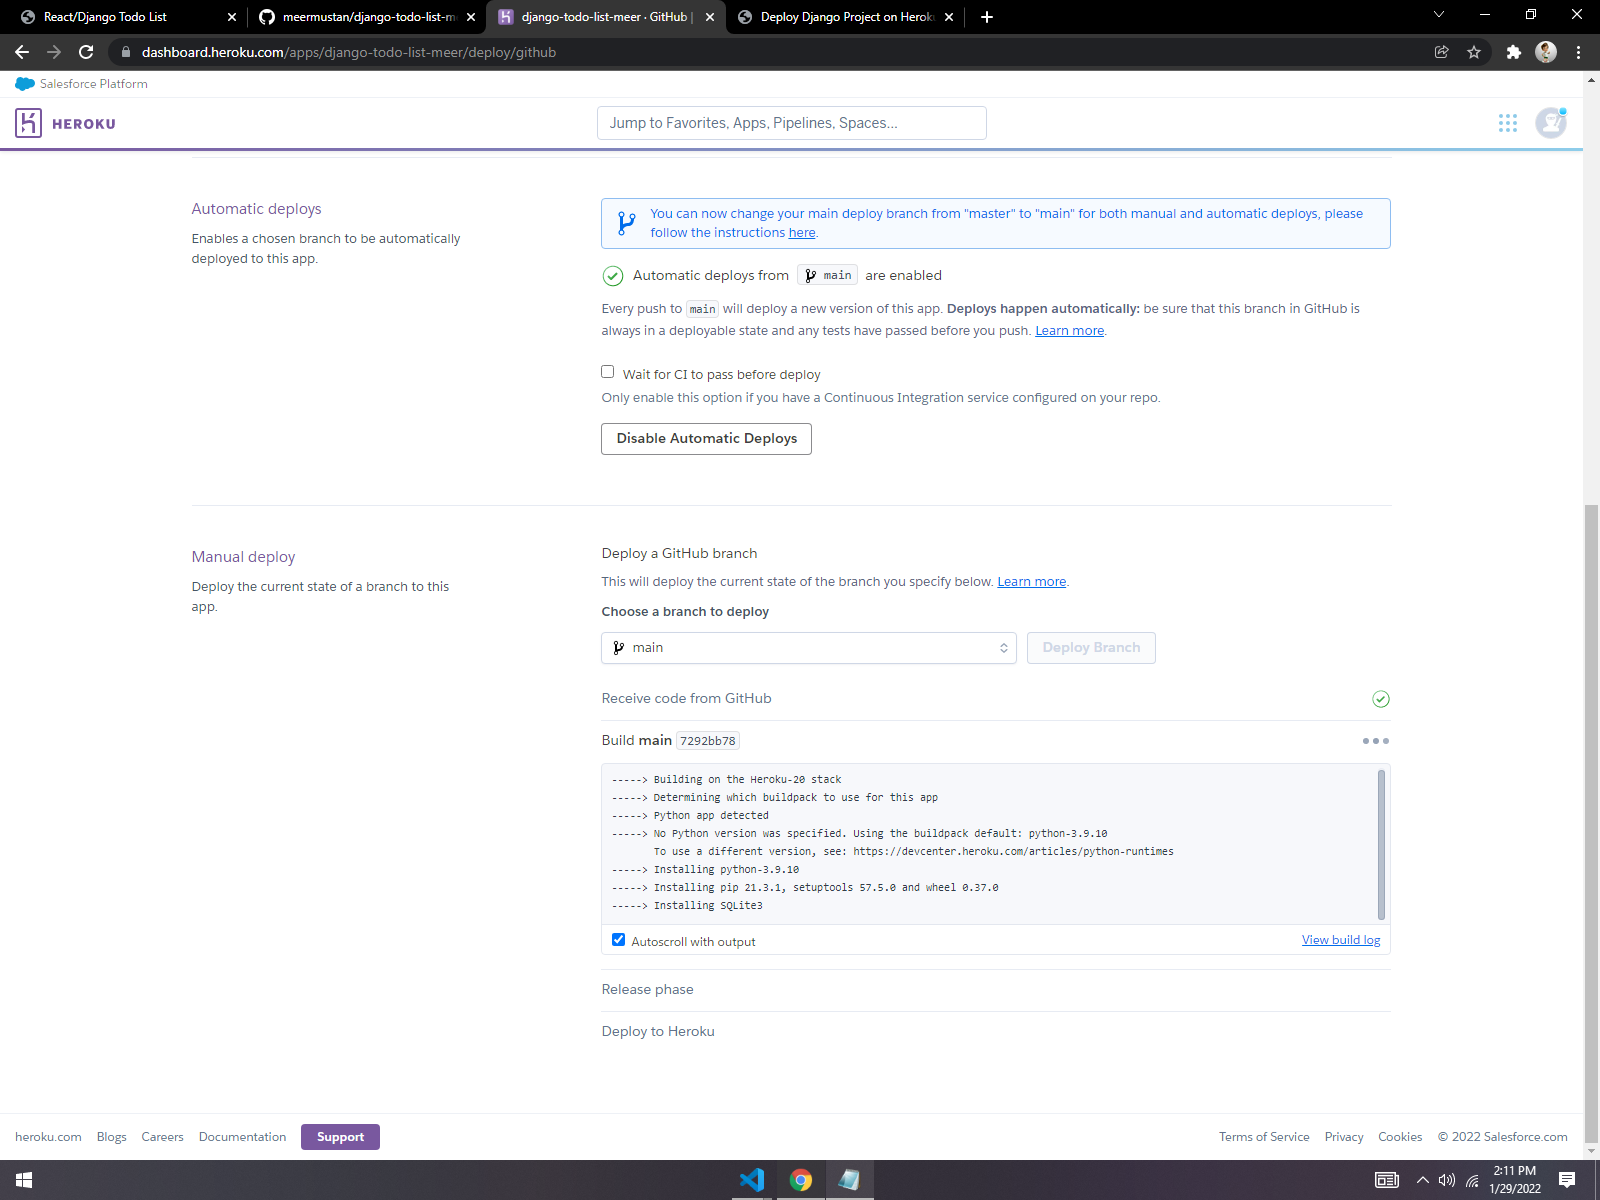 React/Django Todo List
meermustan/django-todo-list-m
django-todo-list-meer · GitHub |
Deploy Django Project on Herok
dashboard.heroku.com/apps/django-todo-list-meer/deploy/github
Salesforce Platform
HEROKU
Jump to Favorites, Apps, Pipelines, Spaces...
Automatic deploys
Enables a chosen branch to be automatically
deployed to this app.
You can now change your main deploy branch from "master" to "main" for both manual and automatic deploys, please
follow the instructions here.
Automatic deploys from main are enabled
Every push to main will deploy a new version of this app. Deploys happen automatically: be sure that this branch in GitHub is
always in a deployable state and any tests have passed before you push. Learn more.
Wait for CI to pass before deploy
Only enable this option if you have a Continuous Integration service configured on your repo.
Disable Automatic Deploys
Manual deploy
Deploy the current state of a branch to this
app.
Deploy a GitHub branch
This will deploy the current state of the branch you specify below. Learn more.
Choose a branch to deploy
main
Deploy Branch
Receive code from GitHub
Build main 7292bb78
-----> Building on the Heroku-20 stack
-----> Determining which buildpack to use for this app
-----> Python app detected
-----> No Python version was specified. Using the buildpack default: python-3.9.10
To use a different version, see: https://devcenter.heroku.com/articles/python-runtimes
-----> Installing python-3.9.10
-----> Installing pip 21.3.1, setuptools 57.5.0 and wheel 0.37.0
-----> Installing SQLite3
Autoscroll with output
View build log
Release phase
Deploy to Heroku
heroku.com Blogs Careers Documentation Support
Terms of Service Privacy Cookies © 2022 Salesforce.com
2:11 PM
1/29/2022